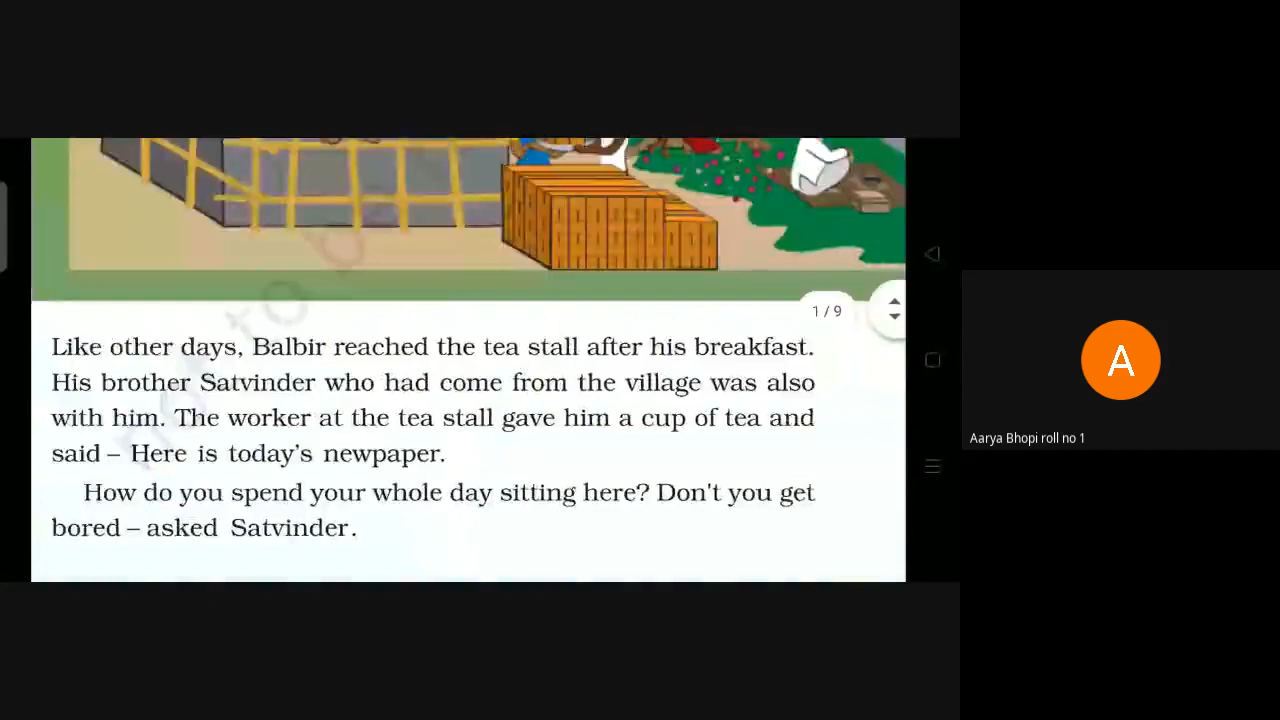 1 / 9
Like other days, Balbir reached the tea stall after his breakfast.
His brother Satvinder who had come from the village was also
with him. The worker at the tea stall gave him a cup of tea and
said – Here is today's newpaper.
How do you spend your whole day sitting here? Don't you get
bored – asked Satvinder.
not to be
A
Aarya Bhopi roll no 1